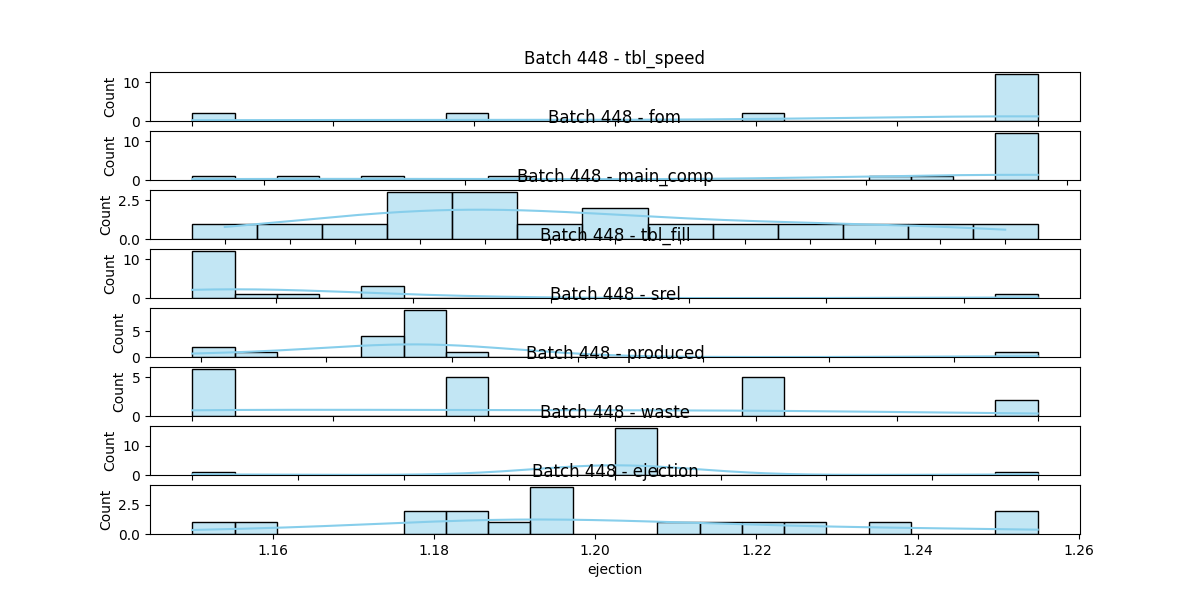 Batch 448 - tbl_speed
10
0
Count
Batch 448 - fom
10
0
Count
Batch 448 - main_comp
2.5
0.0
Count
Batch 448 - tbl_fill
10
0
Count
Batch 448 - srel
5
0
Count
Batch 448 - produced
5
0
Count
Batch 448 - waste
10
0
Count
Batch 448 - ejection
2.5
0.0
Count
1.16 1.18 1.20 1.22 1.24 1.26
ejection